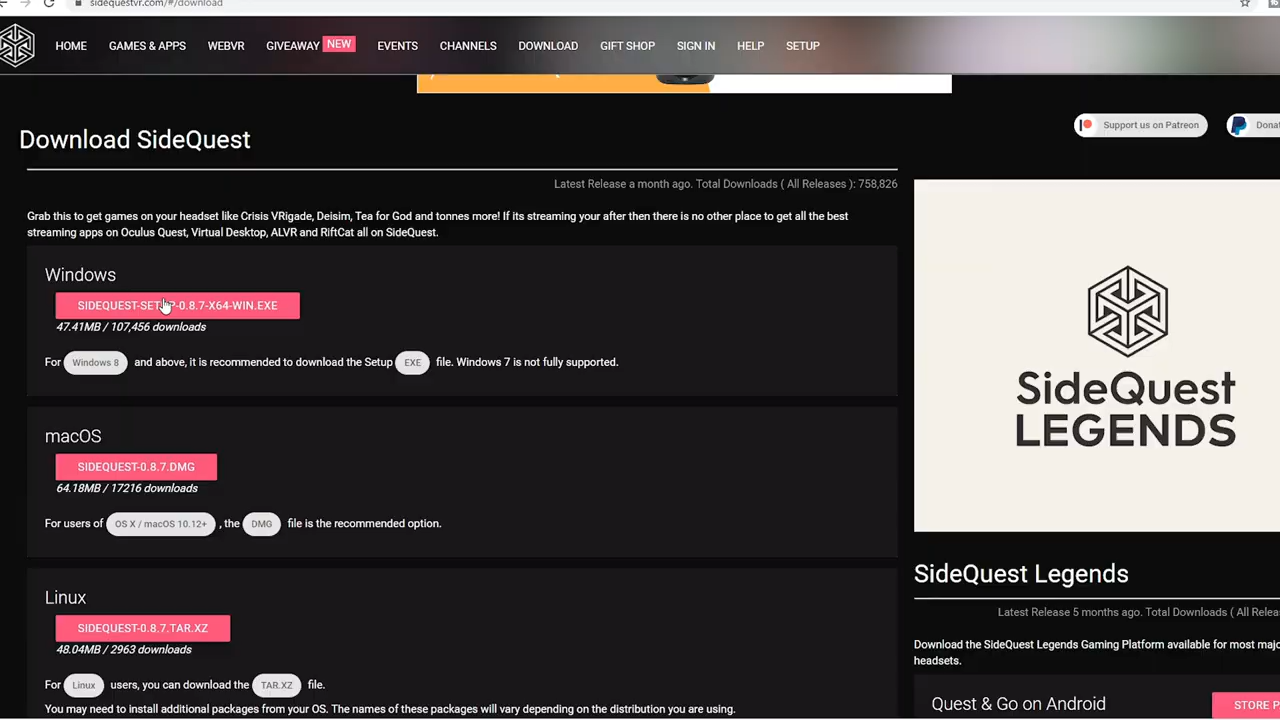 sidequestvr.com/#/download
HOME GAMES & APPS WEBVR GIVEAWAY NEW EVENTS CHANNELS DOWNLOAD GIFT SHOP SIGN IN HELP SETUP
Download SideQuest
Support us on Patreon
Latest Release a month ago. Total Downloads ( All Releases ): 758,826
Grab this to get games on your headset like Crisis VRigade, Deisim, Tea for God and tonnes more! If its streaming your after then there is no other place to get all the best
streaming apps on Oculus Quest, Virtual Desktop, ALVR and RiftCat all on SideQuest.
Windows
SIDEQUEST-SETUP-0.8.7-X64-WIN.EXE
47.41MB / 107,456 downloads
For Windows 8 and above, it is recommended to download the Setup EXE file. Windows 7 is not fully supported.
macOS
SIDEQUEST-0.8.7.DMG
64.18MB / 17216 downloads
For users of OS X / macOS 10.12+ , the DMG file is the recommended option.
Linux
SIDEQUEST-0.8.7.TAR.XZ
48.04MB / 2963 downloads
For Linux users, you can download the TAR.XZ file.
You may need to install additional packages from your OS. The names of these packages will vary depending on the distribution you are using.
SideQuest
LEGENDS
SideQuest Legends
Latest Release 5 months ago. Total Downloads ( All
Download the SideQuest Legends Gaming Platform available for most
headsets.
Quest & Go on Android
STORE